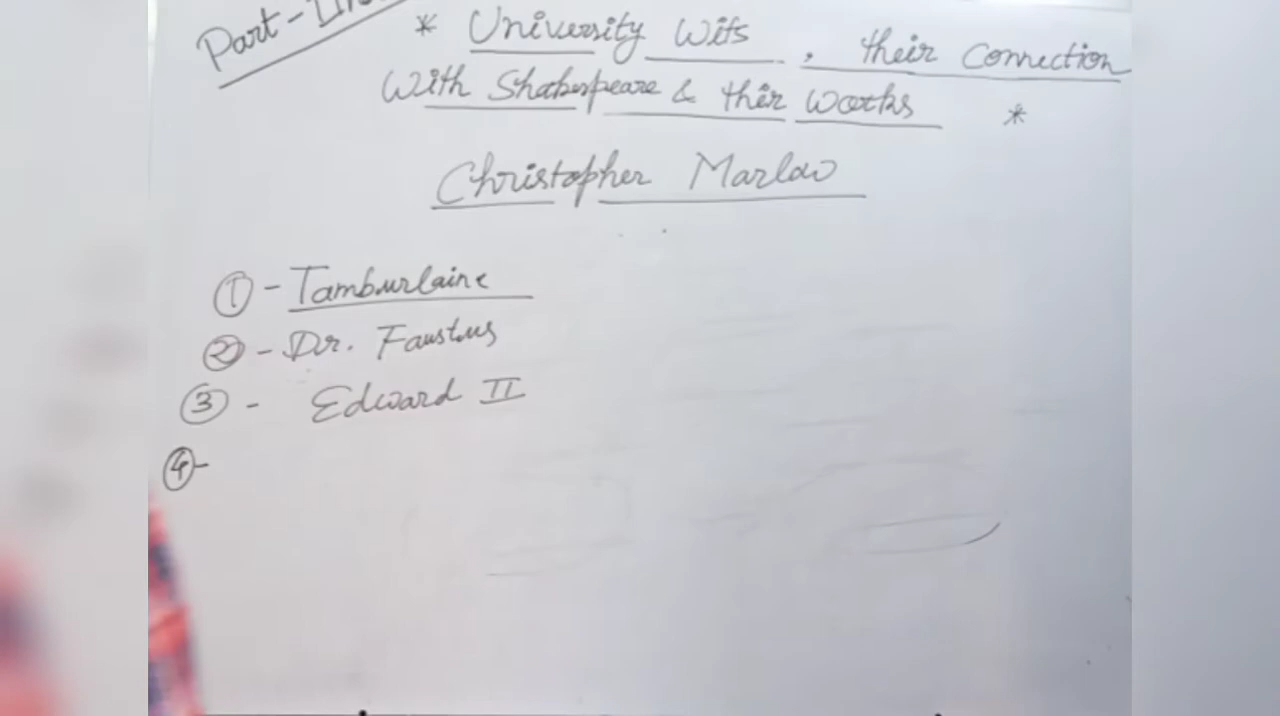 Part-
* University Wits, their Connection
With Shakespeare & their Works *
Christopher Marlow
① - Tamburlaine
② - Dr. Faustus
③ - Edward II
④-